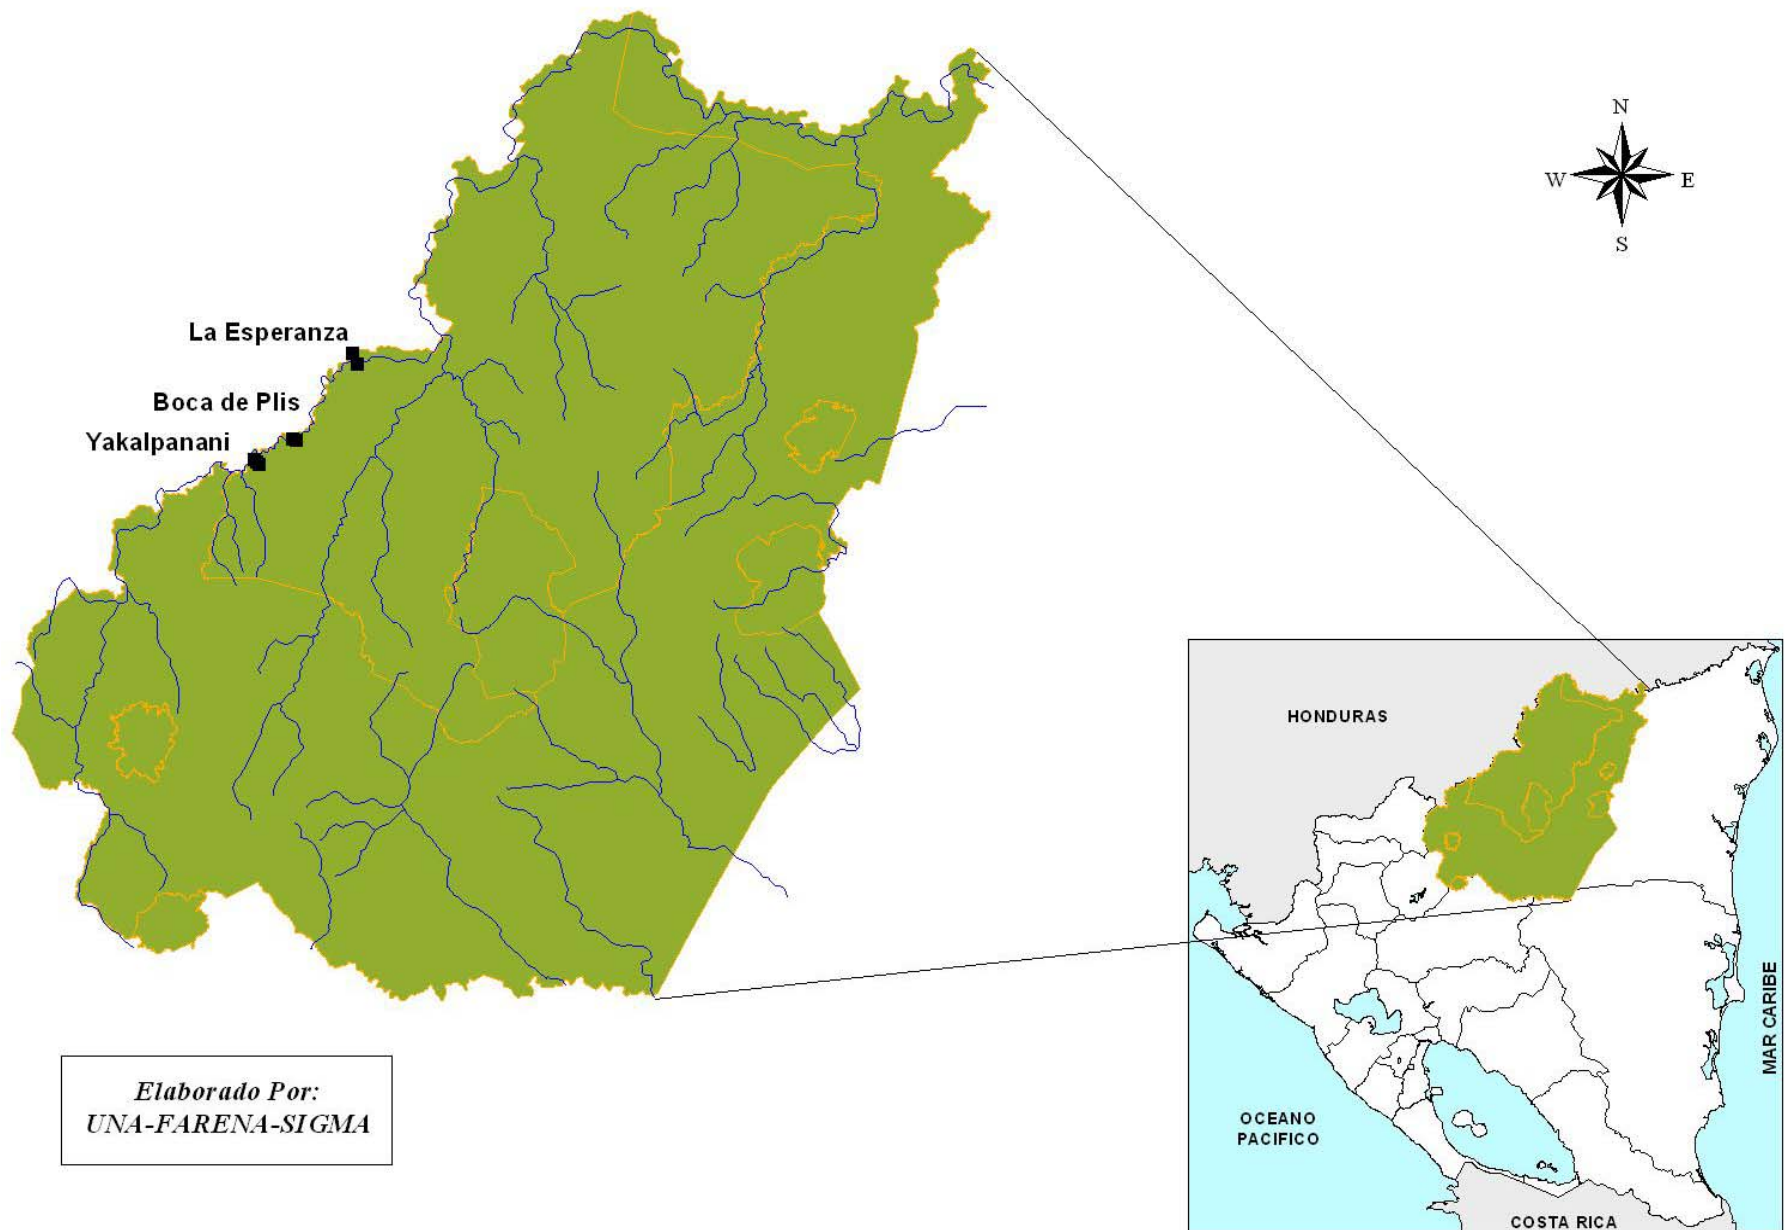 N
W
E
S
La Esperanza
Boca de Plis
Yakalpanani
HONDURAS
MAR CARIBE
OCEANO
PACIFICO
COSTA RICA
Elaborado Por:
UNA-FARENA-SIGMA